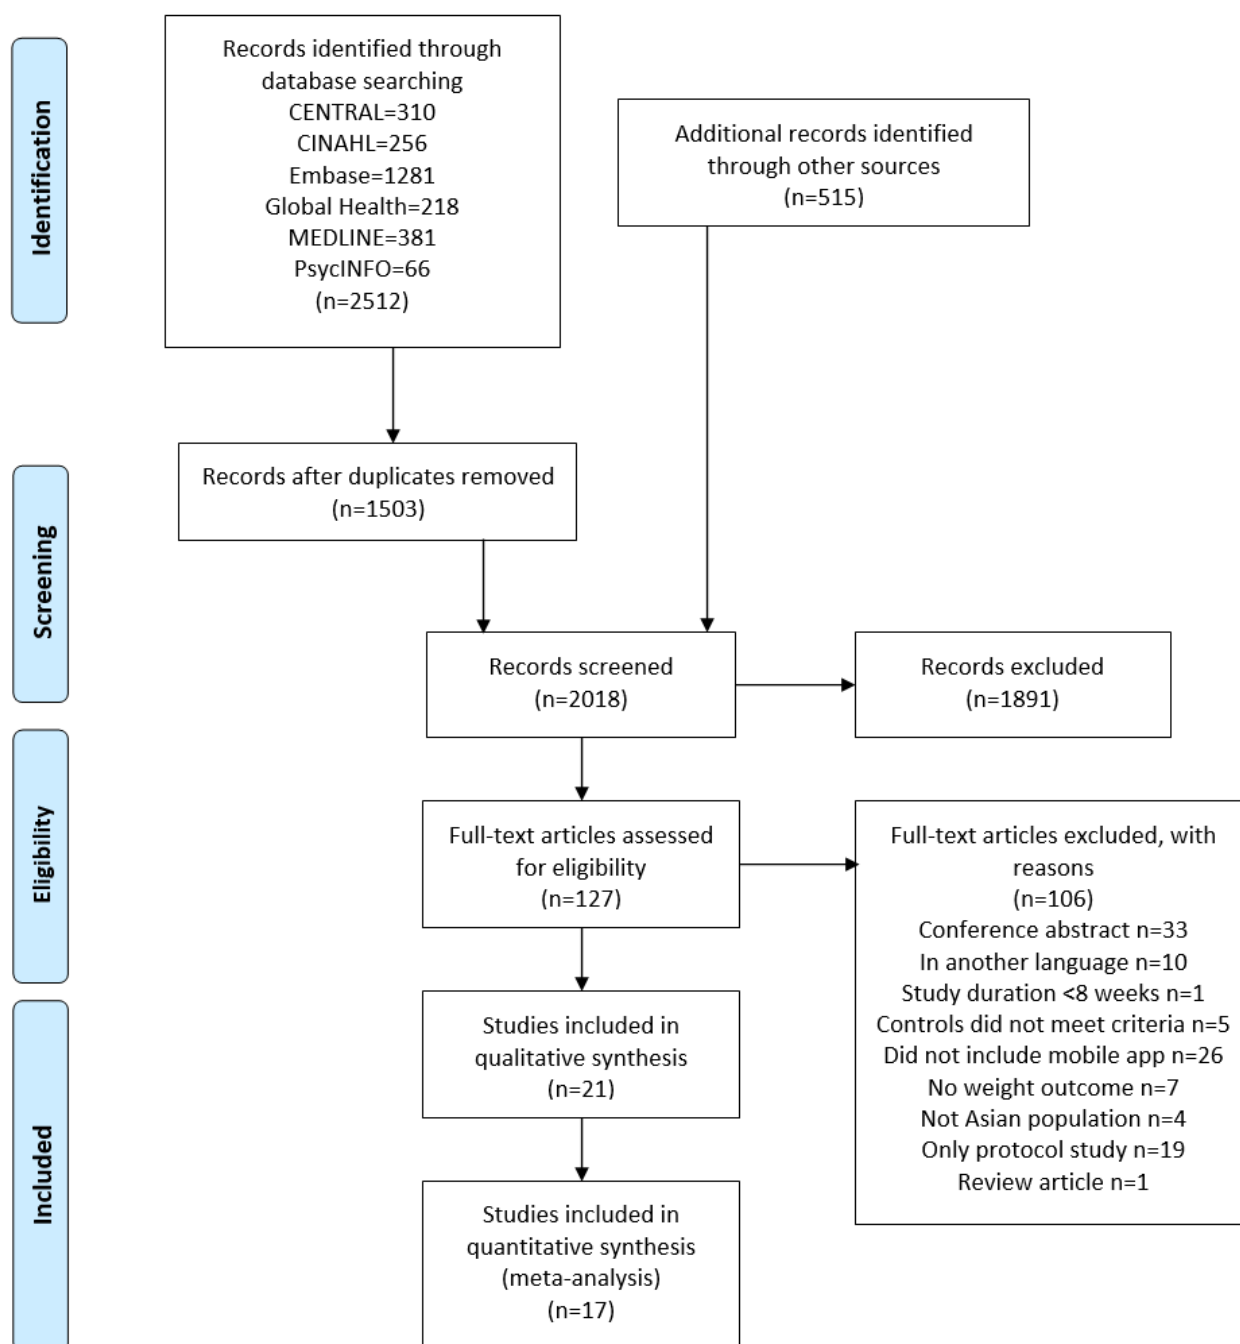 Identification
Records identified through
database searching
CENTRAL=310
CINAHL=256
Embase=1281
Global Health=218
MEDLINE=381
PsycINFO=66
(n=2512)
Additional records identified
through other sources
(n=515)
Screening
Records after duplicates removed
(n=1503)
Records screened
(n=2018)
Records excluded
(n=1891)
Eligibility
Full-text articles assessed
for eligibility
(n=127)
Full-text articles excluded, with
reasons
(n=106)
Conference abstract n=33
In another language n=10
Study duration <8 weeks n=1
Controls did not meet criteria n=5
Did not include mobile app n=26
No weight outcome n=7
Not Asian population n=4
Only protocol study n=19
Review article n=1
Included
Studies included in
qualitative synthesis
(n=21)
Studies included in
quantitative synthesis
(meta-analysis)
(n=17)